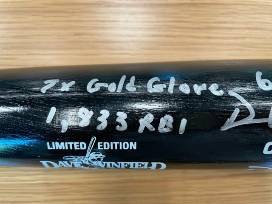 7x Gold Glove
1,833 RBI
LIMITED EDITION
DAVE WINFIELD